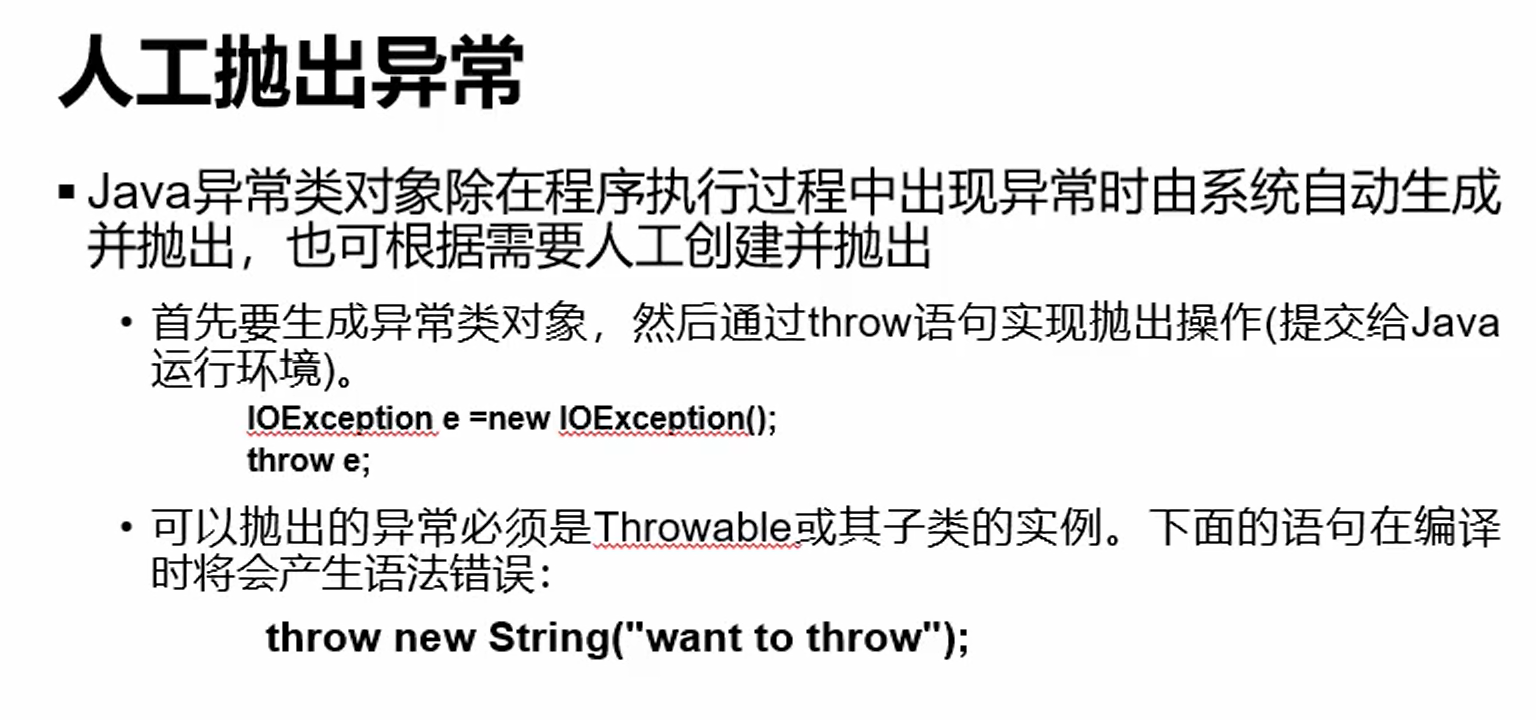 人工抛出异常
▪ Java异常类对象除在程序执行过程中出现异常时由系统自动生成
并抛出，也可根据需要人工创建并抛出
• 首先要生成异常类对象，然后通过throw语句实现抛出操作(提交给Java
运行环境)。
IOException e =new IOException();
throw e;
• 可以抛出的异常必须是Throwable或其子类的实例。下面的语句在编译
时将会产生语法错误：
throw new String("want to throw");